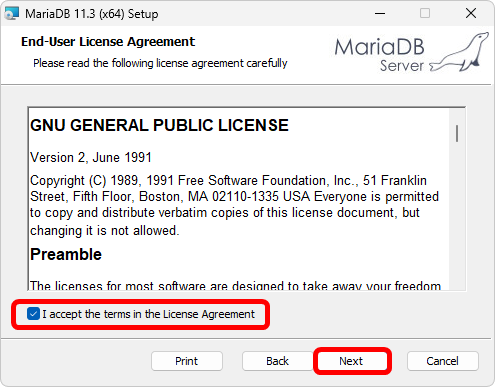 MariaDB 11.3 (x64) Setup
End-User License Agreement
Please read the following license agreement carefully
MariaDB
Server
GNU GENERAL PUBLIC LICENSE
Version 2, June 1991
Copyright (C) 1989, 1991 Free Software Foundation, Inc., 51 Franklin
Street, Fifth Floor, Boston, MA 02110-1335 USA Everyone is permitted
to copy and distribute verbatim copies of this license document, but
changing it is not allowed.
Preamble
The licenses for most software are designed to take away your freedom
I accept the terms in the License Agreement
Print
Back
Next
Cancel